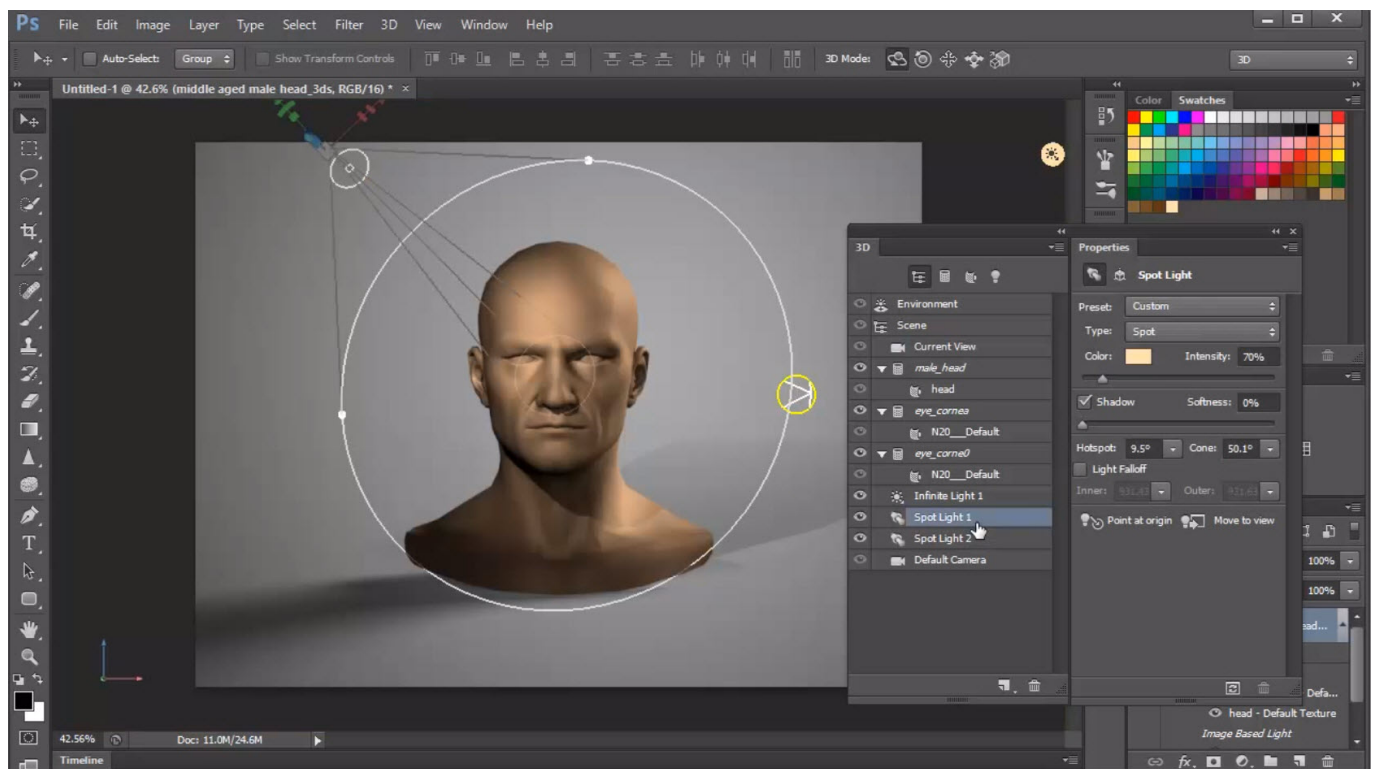 Ps File Edit Image Layer Type Select Filter 3D View Window Help
Auto-Select: Group Show Transform Controls 3D Mode: 3D
Untitled-1 @ 42.6% (middle aged male head_3ds, RGB/16) * ×
Color Swatches
3D
Environment
Scene
Current View
male_head
head
eye_cornea
N20___Default
eye_corne0
N20___Default
Infinite Light 1
Spot Light 1
Spot Light 2
Default Camera
Properties
Spot Light
Preset: Custom
Type: Spot
Color: Intensity: 70%
Shadow Softness: 0%
Hotspot: 9.5° Cone: 50.1°
Light Falloff
Inner: Outer:
Point at origin Move to view
100%
100%
ead...
Defa...
head - Default Texture
Image Based Light
fx
42.56% Doc: 11.0M/24.6M
Timeline